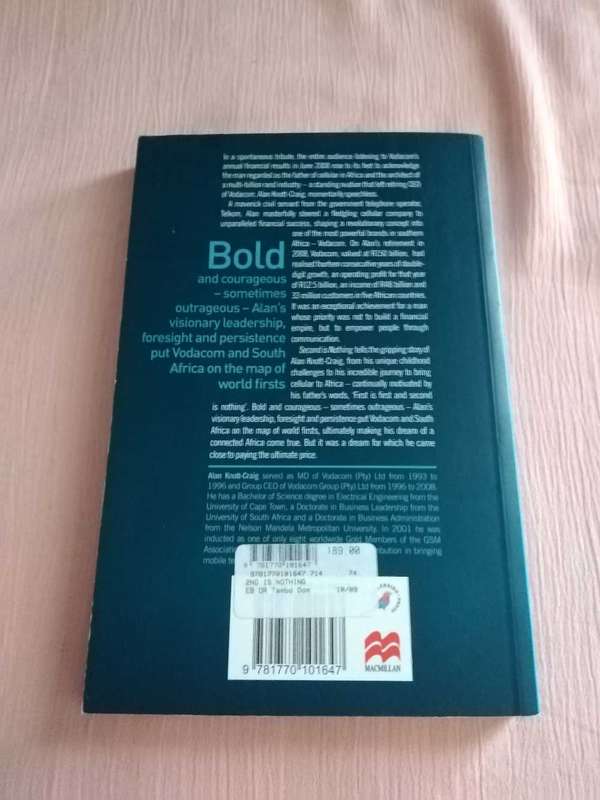 In a spontaneous tribute, the entire audience listening to Vodacom's
annual financial results in June 2008 rose to its feet to acknowledge
the man regarded as the father of cellular in Africa and the architect of
a multi-billion rand industry – a standing ovation that left retiring CEO
of Vodacom, Alan Knott-Craig, momentarily speechless.
A maverick civil servant from the government telephone operator,
Telkom, Alan masterfully steered a fledgling cellular company to
unparalleled financial success, shaping a revolutionary concept into
one of the most powerful brands in southern
Africa – Vodacom. On Alan's retirement in
2008, Vodacom, valued at R150 billion, had
realised fourteen consecutive years of double-
digit growth, an operating profit for that year
of R12.5 billion, an income of R48 billion and
33 million customers in five African countries.
It was an exceptional achievement for a man
whose priority was not to build a financial
empire, but to empower people through
communication.
Bold
and courageous
– sometimes
outrageous – Alan's
visionary leadership,
foresight and persistence
put Vodacom and South
Africa on the map of
world firsts
Second is Nothing tells the gripping story of
Alan Knott-Craig, from his unique childhood
challenges to his incredible journey to bring
cellular to Africa – continually motivated by
his father's words, 'First is first and second
is nothing'. Bold and courageous – sometimes outrageous – Alan's
visionary leadership, foresight and persistence put Vodacom and South
Africa on the map of world firsts, ultimately making his dream of a
connected Africa come true. But it was a dream for which he came
close to paying the ultimate price.
Alan Knott-Craig served as MD of Vodacom (Pty) Ltd from 1993 to
1996 and Group CEO of Vodacom Group (Pty) Ltd from 1996 to 2008.
He has a Bachelor of Science degree in Electrical Engineering from the
University of Cape Town, a Doctorate in Business Leadership from the
University of South Africa and a Doctorate in Business Administration
from the Nelson Mandela Metropolitan University. In 2001 he was
inducted as one of only eight worldwide Gold Members of the GSM
Associatio ribution in bringing
mobile te
189.00
9 781770 101647
9781770101647 714 74
2ND IS NOTHING
EB OR Tambo Dom 10/09
9 781770 101647
MACMILLAN